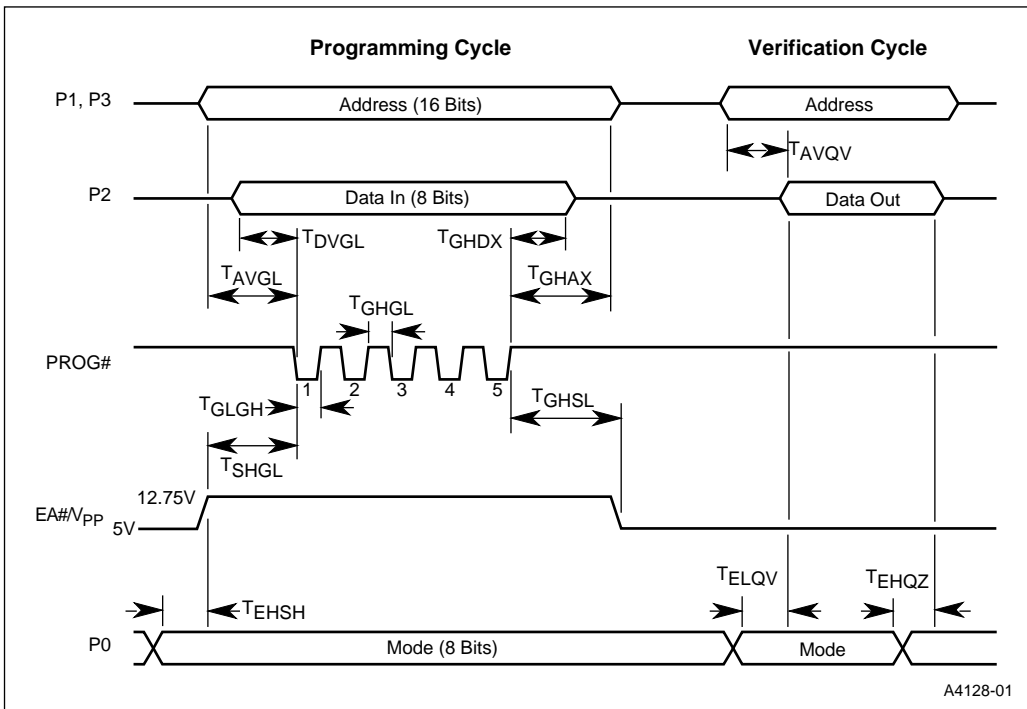 Programming Cycle
Verification Cycle
P1, P3
Address (16 Bits)
Address
TAVQV
P2
Data In (8 Bits)
Data Out
TDVGL
TGHDX
TAVGL
TGHAX
TGHGL
PROG#
1 2 3 4 5
TGLGH
TGHSL
TSHGL
12.75V
EA#/VPP
5V
TELQV
TEHQZ
TEHSH
P0
Mode (8 Bits)
Mode
A4128-01